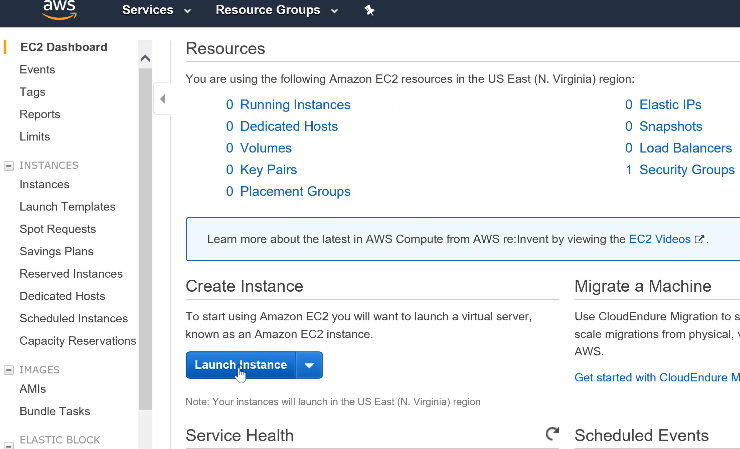 aws
Services
Resource Groups
EC2 Dashboard
Events
Tags
Reports
Limits
INSTANCES
Instances
Launch Templates
Spot Requests
Savings Plans
Reserved Instances
Dedicated Hosts
Scheduled Instances
Capacity Reservations
IMAGES
AMIs
Bundle Tasks
ELASTIC BLOCK
Resources
You are using the following Amazon EC2 resources in the US East (N. Virginia) region:
0 Running Instances
0 Dedicated Hosts
0 Volumes
0 Key Pairs
0 Placement Groups
0 Elastic IPs
0 Snapshots
0 Load Balancers
1 Security Groups
Learn more about the latest in AWS Compute from AWS re:Invent by viewing the EC2 Videos.
Create Instance
To start using Amazon EC2 you will want to launch a virtual server,
known as an Amazon EC2 instance.
Launch Instance
Note: Your instances will launch in the US East (N. Virginia) region
Migrate a Machine
Use CloudEndure Migration to s
scale migrations from physical, v
AWS.
Get started with CloudEndure M
Service Health
Scheduled Events